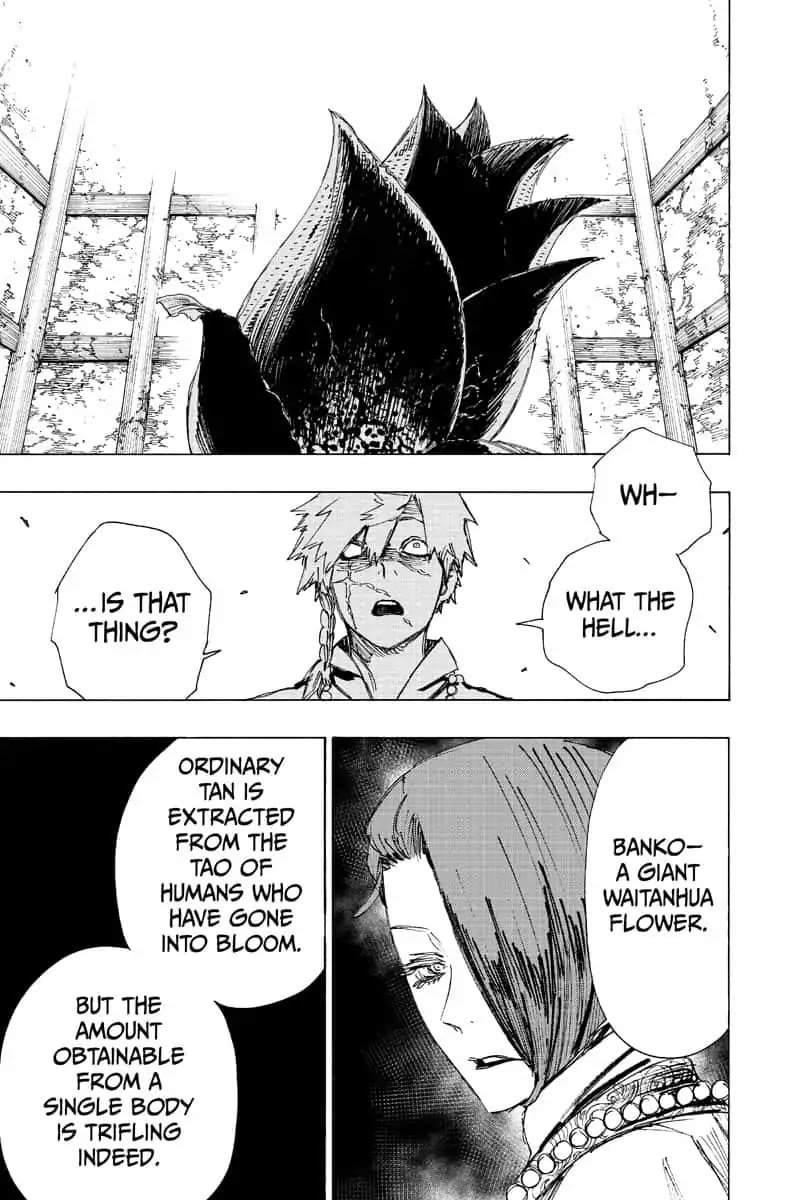 WH—
WHAT THE
HELL...
...IS THAT
THING?
BANKO—
A GIANT
WAITANHUA
FLOWER.
ORDINARY
TAN IS
EXTRACTED
FROM THE
TAO OF
HUMANS WHO
HAVE GONE
INTO BLOOM.
BUT THE
AMOUNT
OBTAINABLE
FROM A
SINGLE BODY
IS TRIFLING
INDEED.